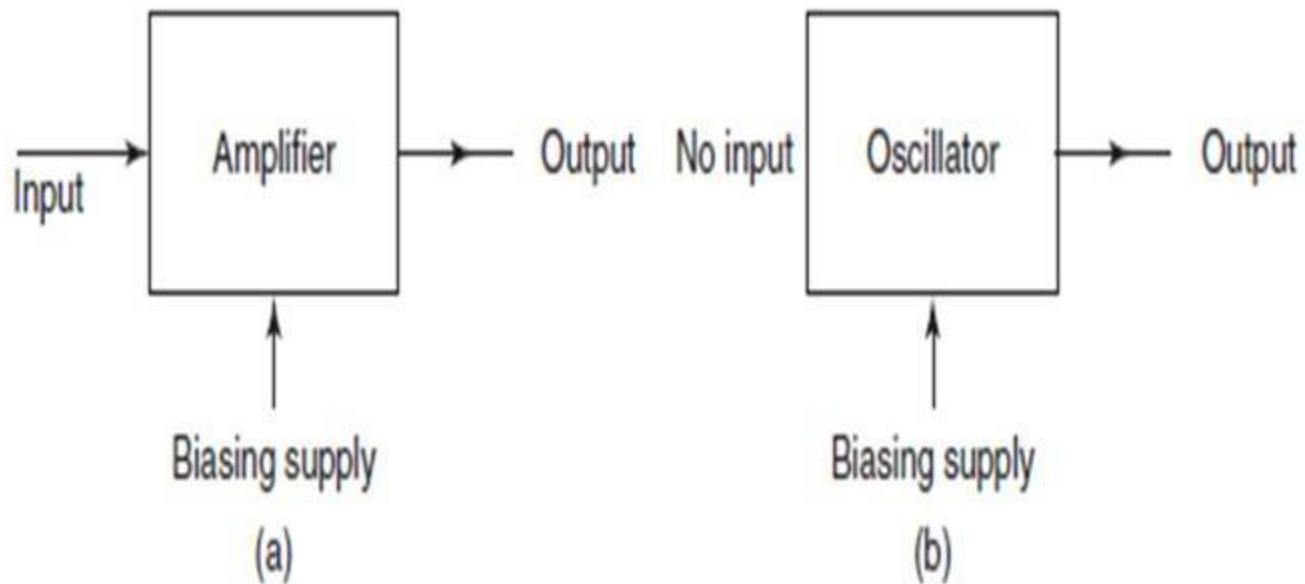 Input
Amplifier
Output
Biasing supply
(a)
No input
Oscillator
Output
Biasing supply
(b)